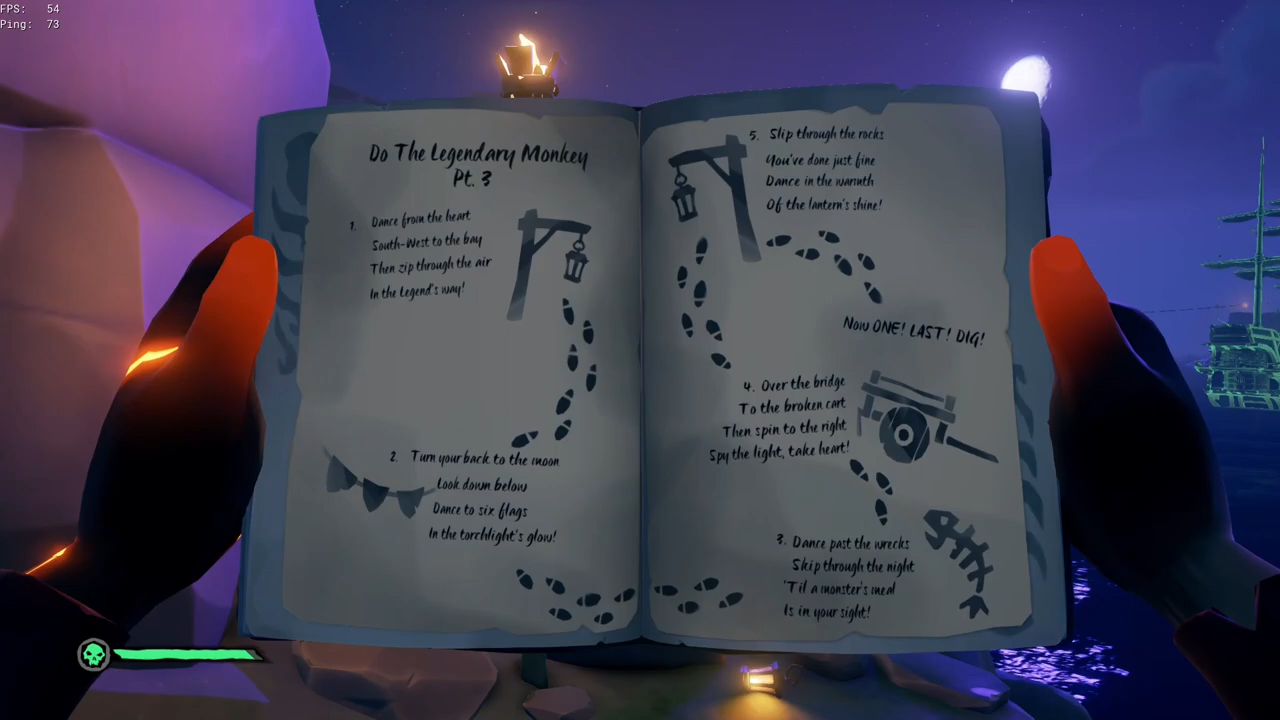 FPS: 54
Ping: 73
Do The Legendary Monkey
Pt. 3
1. Dance from the heart
South-West to the bay
Then zip through the air
In the Legend's way!
2. Turn your back to the moon
Look down below
Dance to six flags
In the torchlight's glow!
3. Dance past the wrecks
Skip through the night
'Til a monster's meal
Is in your sight!
4. Over the bridge
To the broken cart
Then spin to the right
Spy the light, take heart!
5. Slip through the rocks
You've done just fine
Dance in the warmth
Of the lantern's shine!
Now ONE! LAST! DIG!